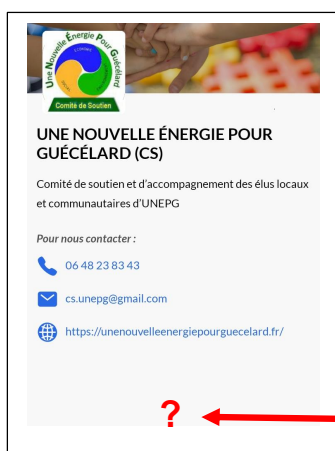 Une Nouvelle Énergie Pour Guécélard
ÉCONOMIE
Comité de Soutien
UNE NOUVELLE ÉNERGIE POUR
GUÉCÉLARD (CS)
Comité de soutien et d'accompagnement des élus locaux
et communautaires d'UNEPG
Pour nous contacter :
06 48 23 83 43
cs.unepg@gmail.com
https://unenouvelleenergiepourguecelard.fr/
?